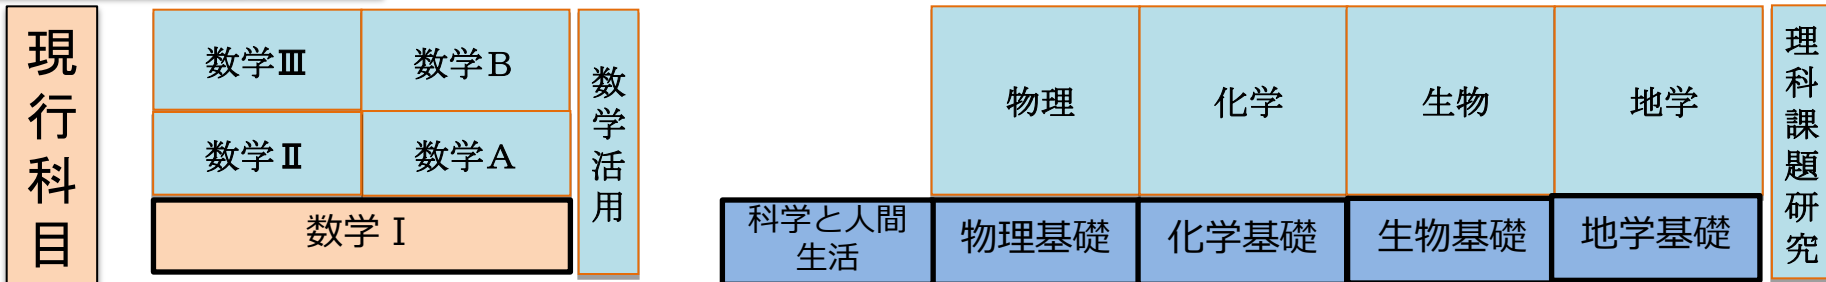 現行科目
数学Ⅲ
数学B
数学Ⅱ
数学A
数学Ⅰ
数学活用
物理
化学
生物
地学
科学と人間
生活
物理基礎
化学基礎
生物基礎
地学基礎
理科課題研究